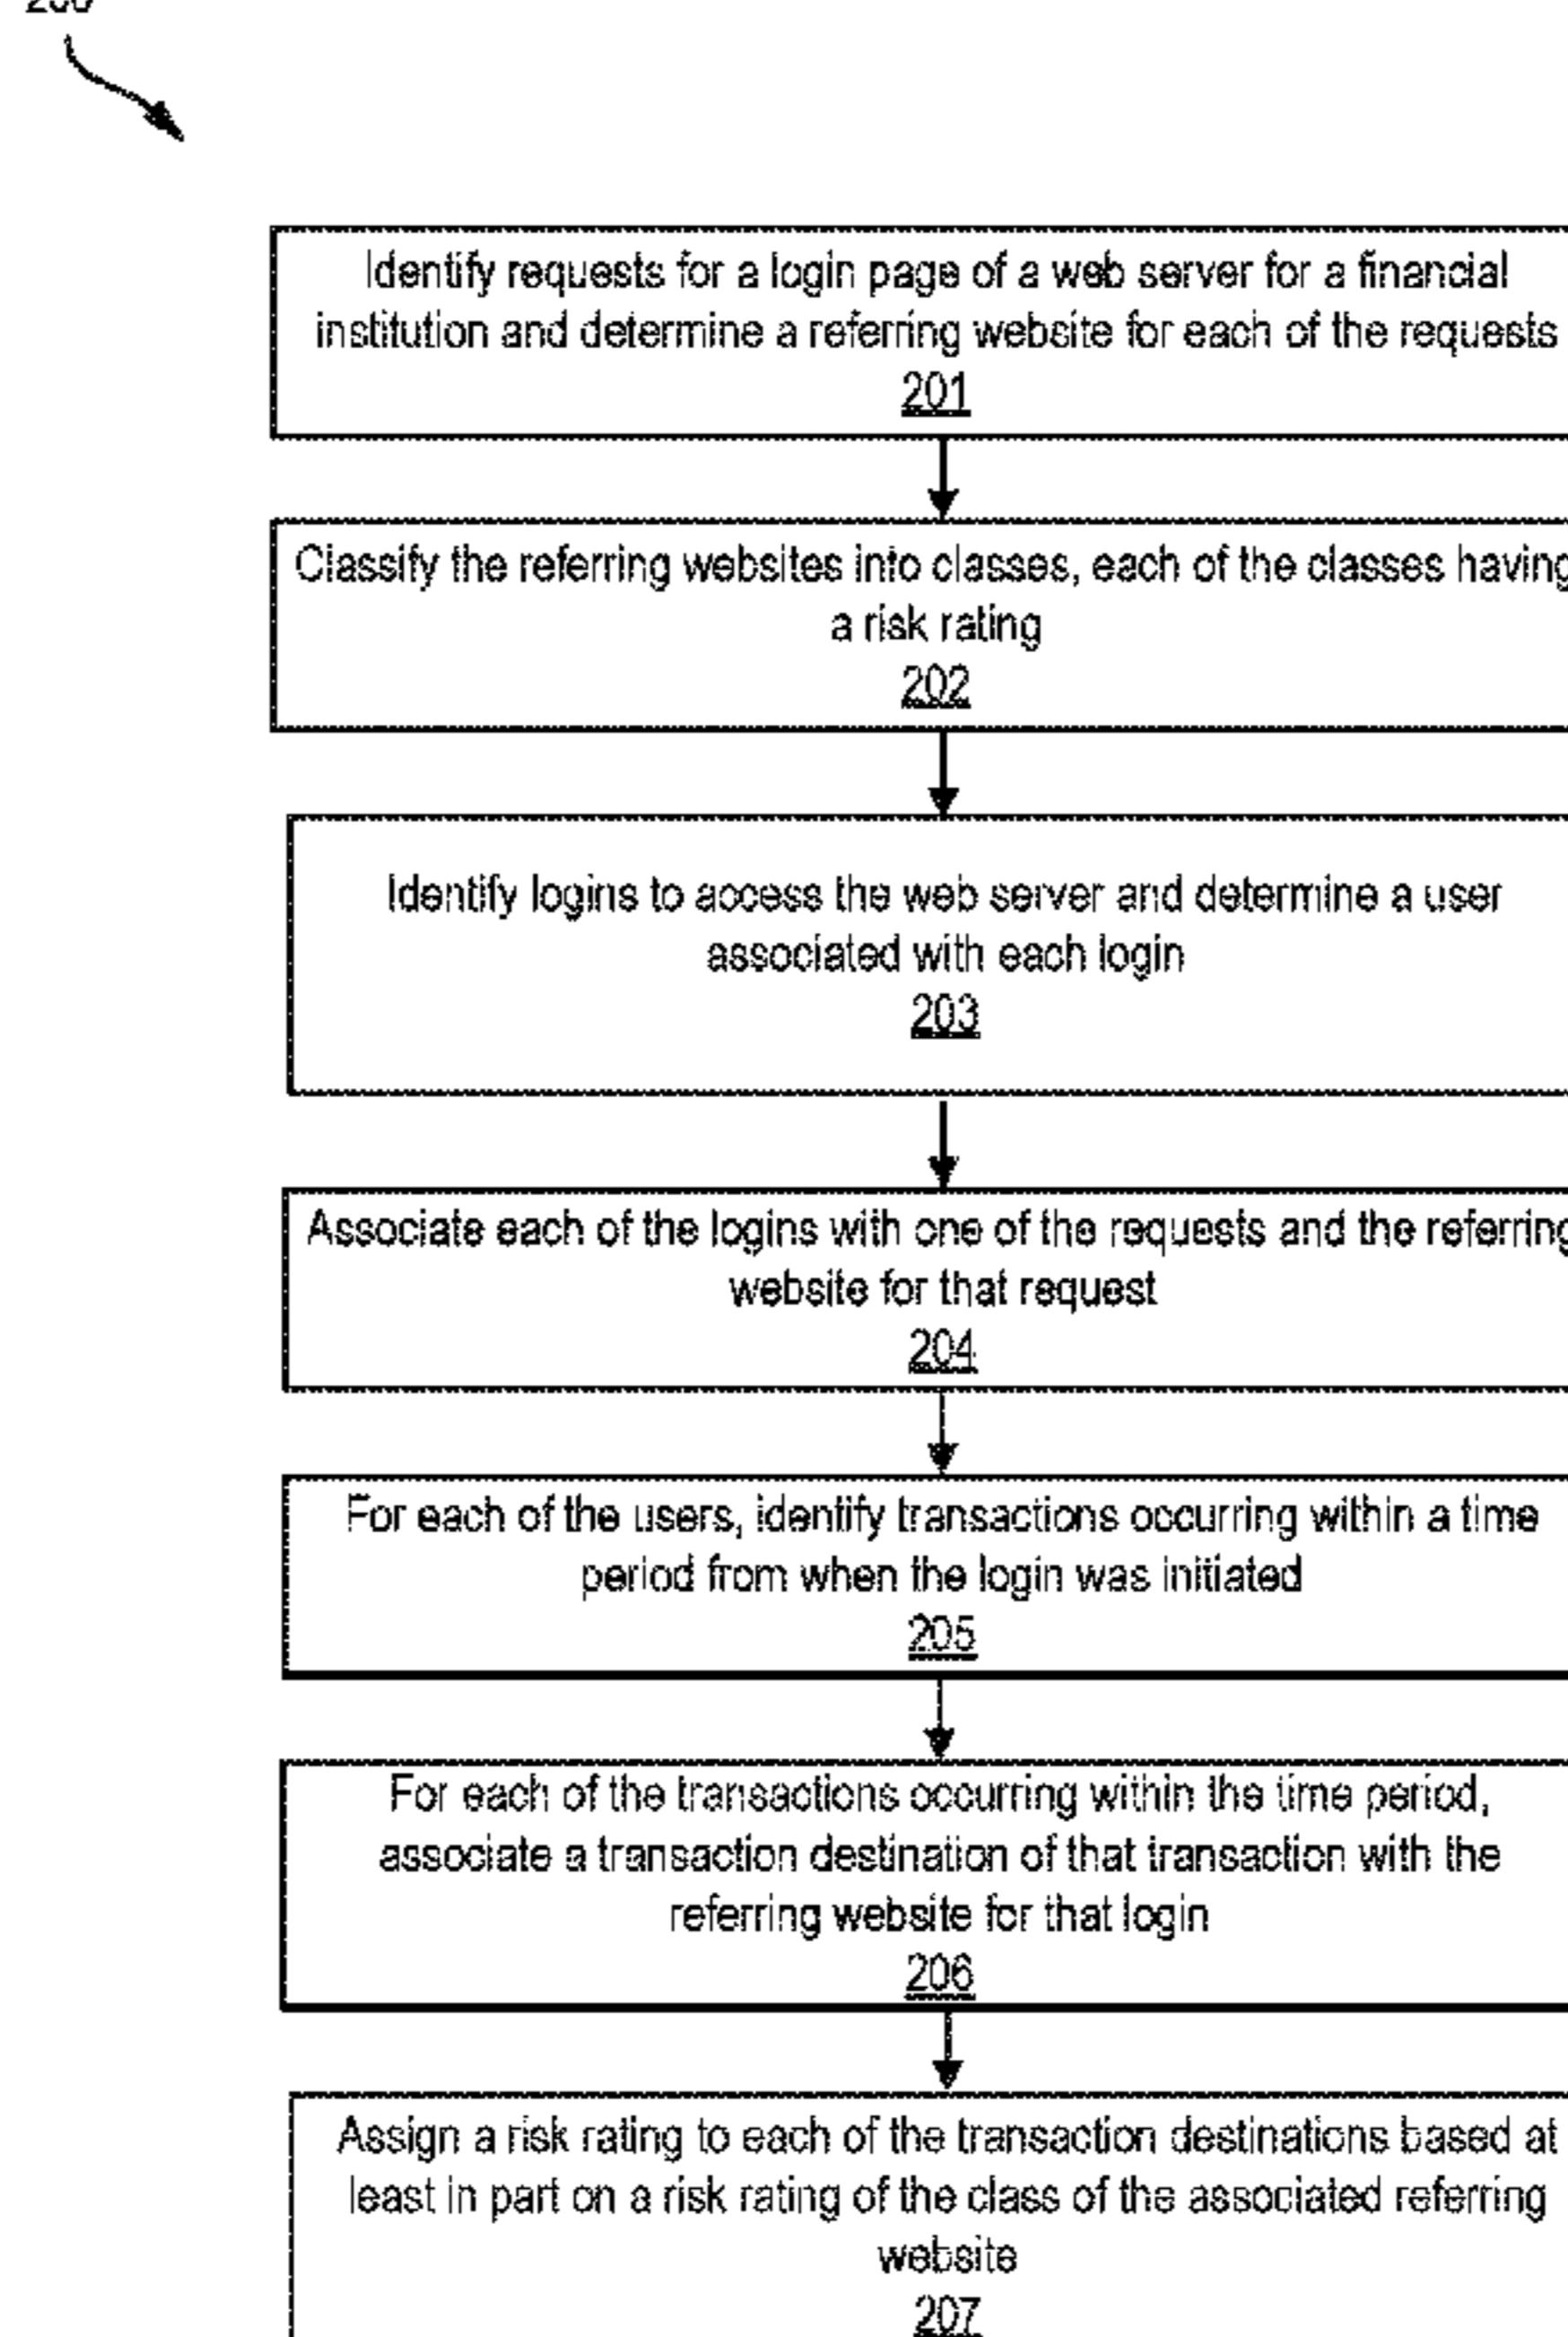 Identify requests for a login page of a web server for a financial
institution and determine a referring website for each of the requests
201
Classify the referring websites into classes, each of the classes having
a risk rating
202
Identify logins to access the web server and determine a user
associated with each login
203
Associate each of the logins with one of the requests and the referring
website for that request
204
For each of the users, identify transactions occurring within a time
period from when the login was initiated
205
For each of the transactions occurring within the time period,
associate a transaction destination of that transaction with the
referring website for that login
206
Assign a risk rating to each of the transaction destinations based at
least in part on a risk rating of the class of the associated referring
website
207